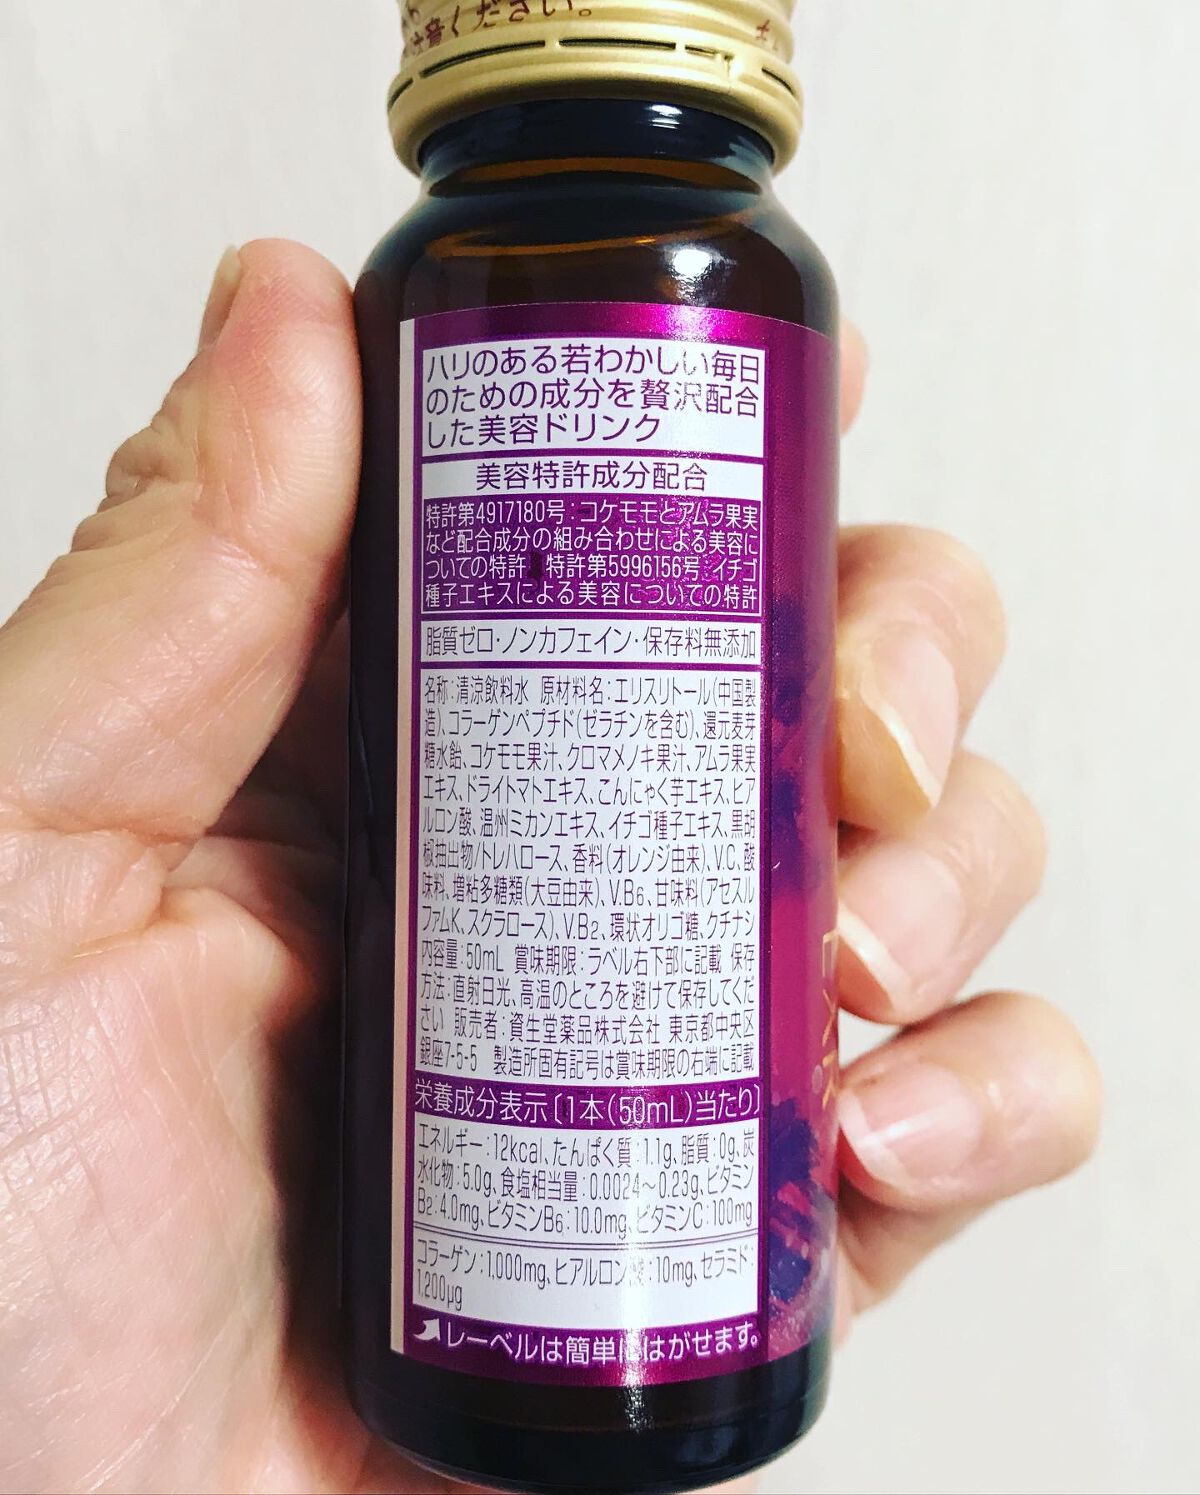 注意ください。
ハリのある若わかしい毎日
のための成分を贅沢配合
した美容ドリンク
美容特許成分配合
特許第4917180号:コケモモとアムラ果実
など配合成分の組み合わせによる美容に
ついての特許 特許第5996156号:イチゴ
種子エキスによる美容についての特許
脂質ゼロ・ノンカフェイン・保存料無添加
名称:清涼飲料水 原材料名:エリスリトール(中国製
造)、コラーゲンペプチド(ゼラチンを含む)、還元麦芽
糖水飴、コケモモ果汁、クロマメノキ果汁、アムラ果実
エキス、ドライトマトエキス、こんにゃく芋エキス、ヒア
ルロン酸、温州ミカンエキス、イチゴ種子エキス、黒胡
椒抽出物/トレハロース、香料(オレンジ由来)、V.C、酸
味料、増粘多糖類(大豆由来)、V.B6、甘味料(アセスル
ファムK、スクラロース)、V.B2、環状オリゴ糖、クチナシ
内容量:50mL 賞味期限:ラベル右下部に記載 保存
方法:直射日光、高温のところを避けて保存してくだ
さい 販売者:資生堂薬品株式会社 東京都中央区
銀座7-5-5 製造所固有記号は賞味期限の右端に記載
栄養成分表示〔1本(50mL)当たり〕
エネルギー:12kcal、たんぱく質:1.1g、脂質:0g、炭
水化物:5.0g、食塩相当量:0.0024~0.23g、ビタミン
B2:4.0mg、ビタミンB6:10.0mg、ビタミンC:100mg
コラーゲン:1,000mg、ヒアルロン酸:10mg、セラミド:
1,200μg
レーベルは簡単にはがせます。